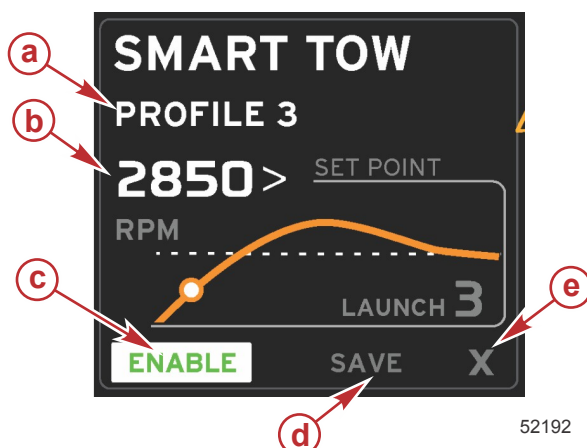 SMART TOW
a
PROFILE 3
b
2850>
SET POINT
RPM
c
LAUNCH 3
e
ENABLE
SAVE
X
d
52192